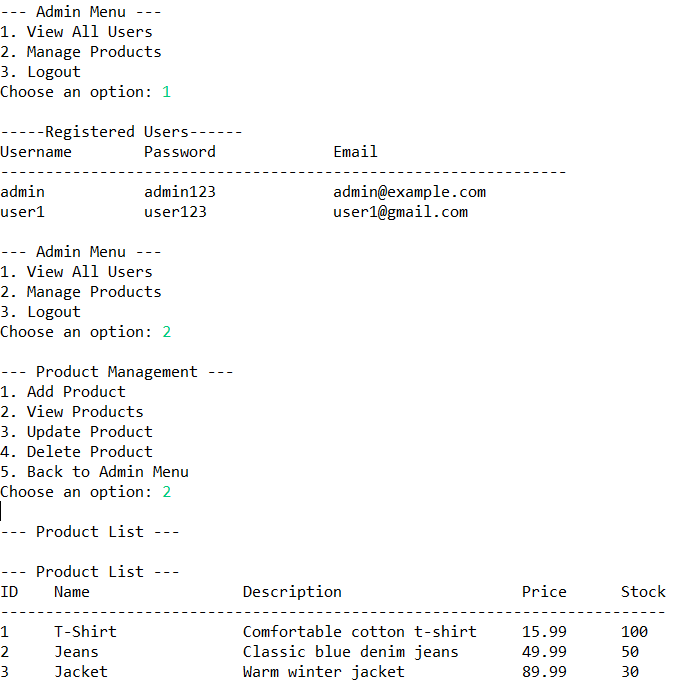 --- Admin Menu ---
1. View All Users
2. Manage Products
3. Logout
Choose an option: 1
-----Registered Users------
Username        Password             Email
---------------------------------------------------------------
admin           admin123             admin@example.com
user1           user123              user1@gmail.com
--- Admin Menu ---
1. View All Users
2. Manage Products
3. Logout
Choose an option: 2
--- Product Management ---
1. Add Product
2. View Products
3. Update Product
4. Delete Product
5. Back to Admin Menu
Choose an option: 2
--- Product List ---
--- Product List ---
ID    Name                 Description                    Price      Stock
--------------------------------------------------------------------------
1     T-Shirt              Comfortable cotton t-shirt     15.99      100
2     Jeans                Classic blue denim jeans       49.99      50
3     Jacket               Warm winter jacket             89.99      30